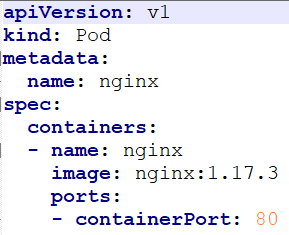 apiVersion: v1
kind: Pod
metadata:
  name: nginx
spec:
  containers:
  - name: nginx
    image: nginx:1.17.3
    ports:
    - containerPort: 80